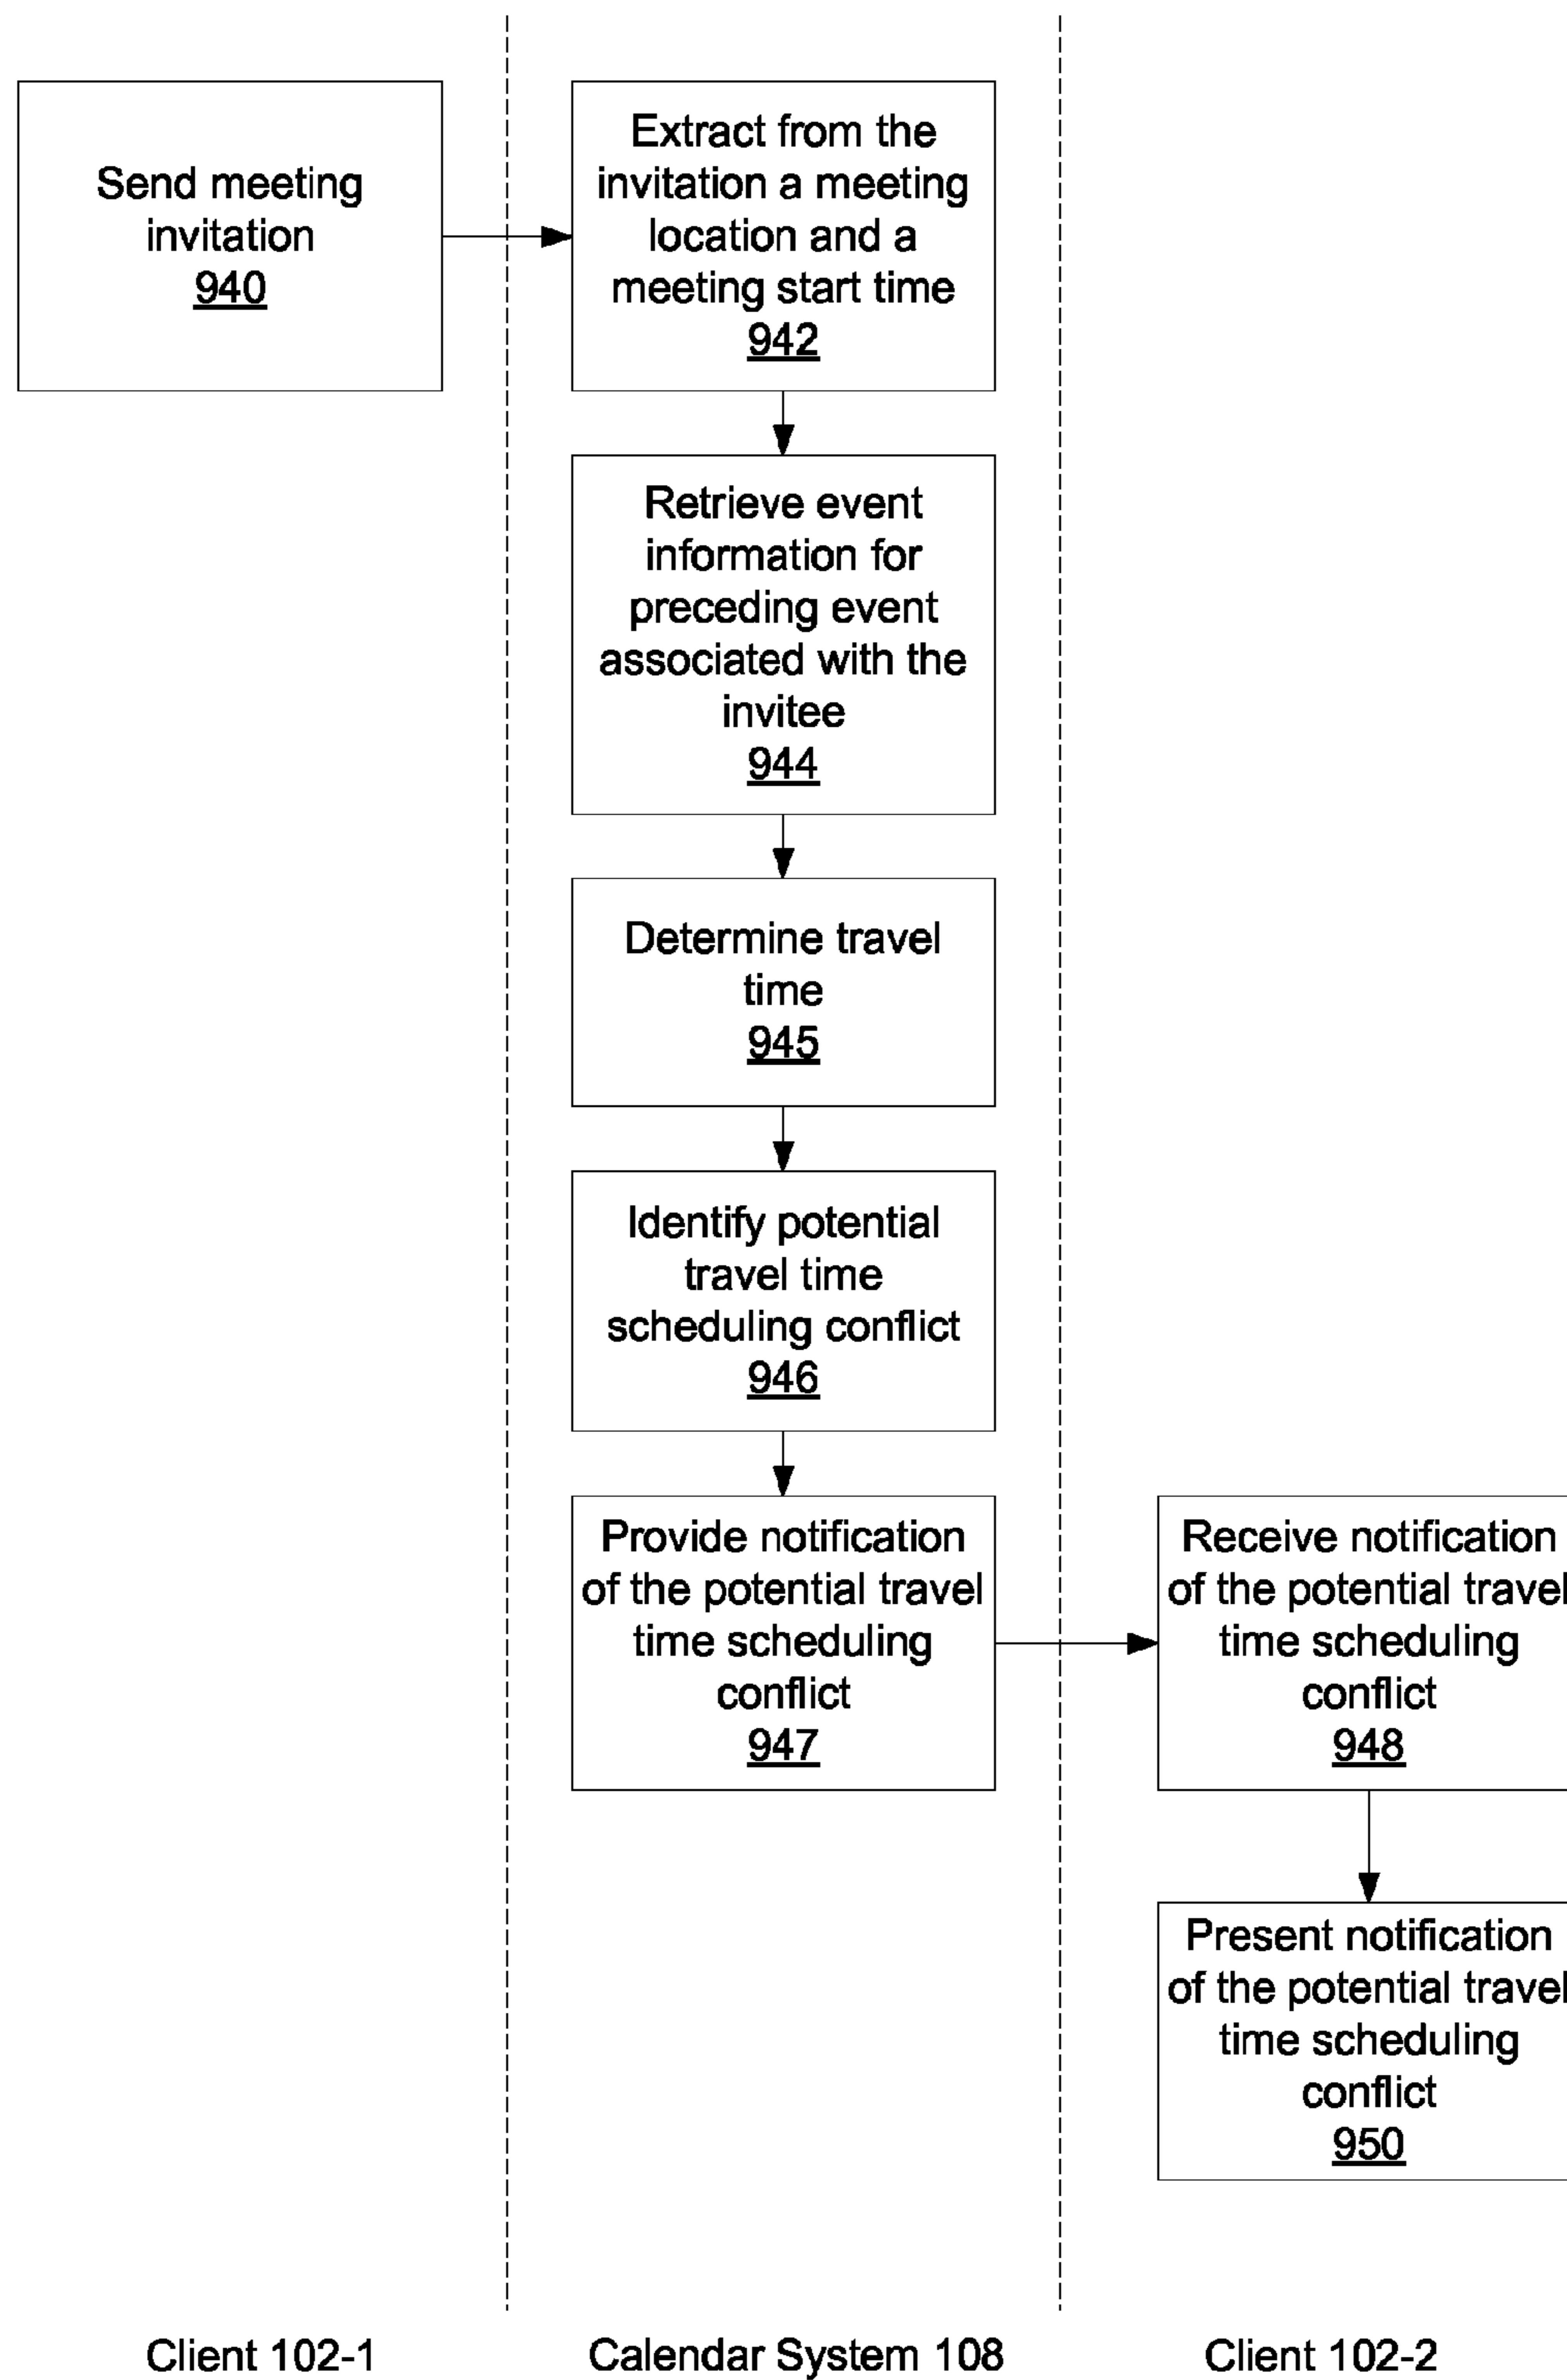 Send meeting
invitation
940
Extract from the
invitation a meeting
location and a
meeting start time
942
Retrieve event
information for
preceding event
associated with the
invitee
944
Determine travel
time
945
Identify potential
travel time
scheduling conflict
946
Provide notification
of the potential travel
time scheduling
conflict
947
Receive notification
of the potential travel
time scheduling
conflict
948
Present notification
of the potential travel
time scheduling
conflict
950
Client 102-1
Calendar System 108
Client 102-2